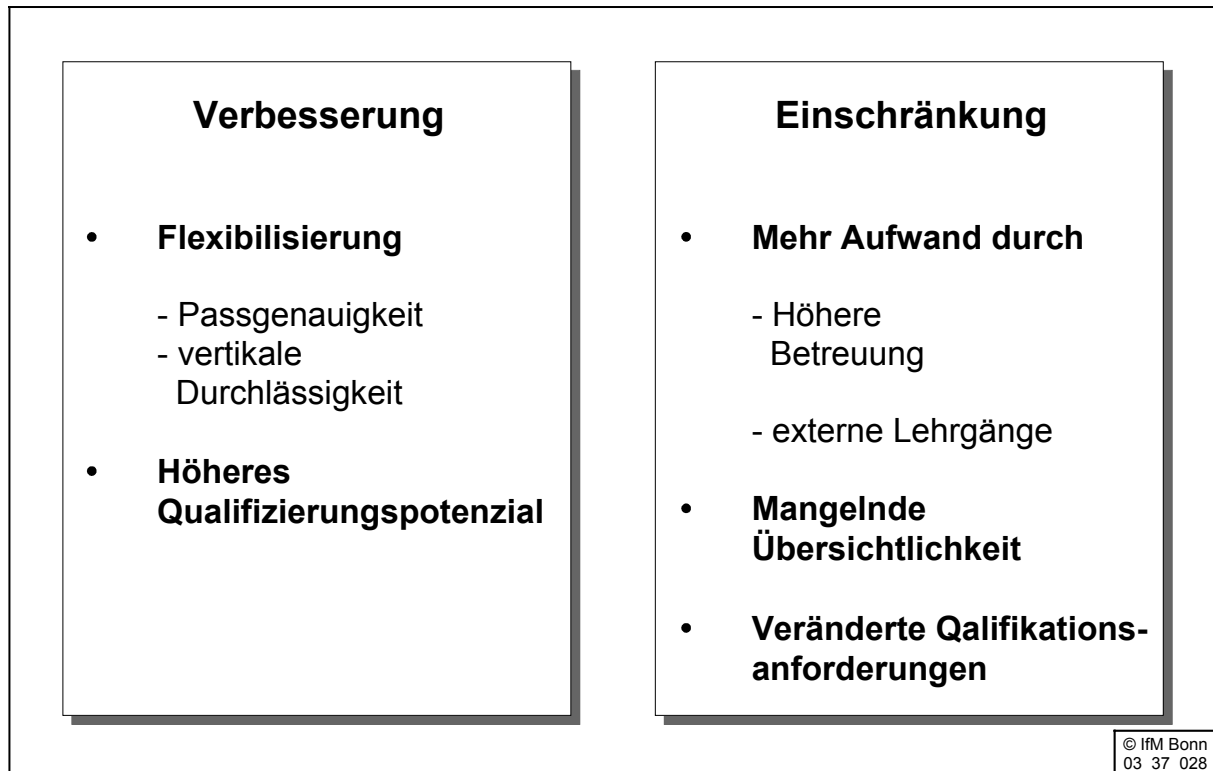 Verbesserung
• Flexibilisierung
- Passgenauigkeit
- vertikale
Durchlässigkeit
• Höheres
Qualifizierungspotenzial
Einschränkung
• Mehr Aufwand durch
- Höhere
Betreuung
- externe Lehrgänge
• Mangelnde
Übersichtlichkeit
• Veränderte Qalifikations-
anforderungen
© IfM Bonn
03 37 028